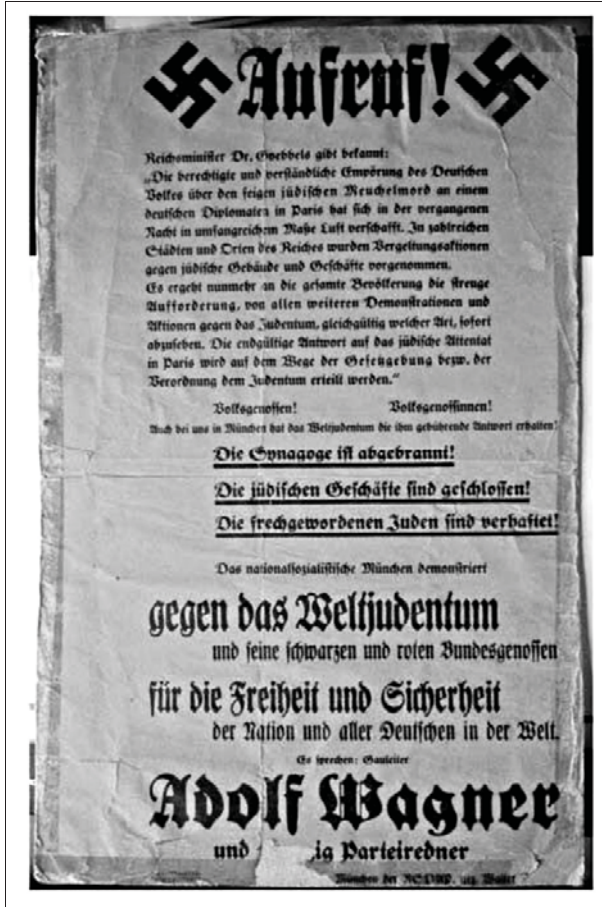 Aufruf!
Reichsminister Dr. Goebbels gibt bekannt:
„Die berechtigte und verständliche Empörung des Deutschen
Volkes über den feigen jüdischen Meuchelmord an einem
deutschen Diplomaten in Paris hat sich in der vergangenen
Nacht in umfangreichem Maße Luft verschafft. In zahlreichen
Städten und Orten des Reiches wurden Vergeltungsaktionen
gegen jüdische Gebäude und Geschäfte vorgenommen.
Es ergeht nunmehr an die gesamte Bevölkerung die strenge
Aufforderung, von allen weiteren Demonstrationen und
Aktionen gegen das Judentum, gleichgültig welcher Art, sofort
abzusehen. Die endgültige Antwort auf das jüdische Attentat
in Paris wird auf dem Wege der Gesetzgebung bezw. der
Verordnung dem Judentum erteilt werden.“
Volksgenossen! Volksgenossinnen!
Auch bei uns in München hat das Weltjudentum die ihm gebührende Antwort erhalten!
Die Synagoge ist abgebrannt!
Die jüdischen Geschäfte sind geschlossen!
Die frechgewordenen Juden sind verhaftet!
Das nationalsozialistische München demonstriert
gegen das Weltjudentum
und seine schwarzen und roten Bundesgenossen
für die Freiheit und Sicherheit
der Nation und aller Deutschen in der Welt.
Es sprechen: Gauleiter
Adolf Wagner
und ig Parteiredner
München der NSDAP.